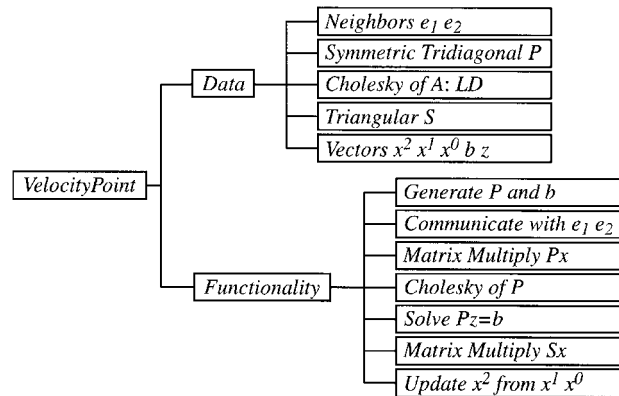 Neighbors e₁ e₂
Symmetric Tridiagonal P
Data
Cholesky of A: LD
Triangular S
Vectors x² x¹ x⁰ b z
VelocityPoint
Generate P and b
Communicate with e₁ e₂
Matrix Multiply Px
Functionality
Cholesky of P
Solve Pz=b
Matrix Multiply Sx
Update x² from x¹ x⁰